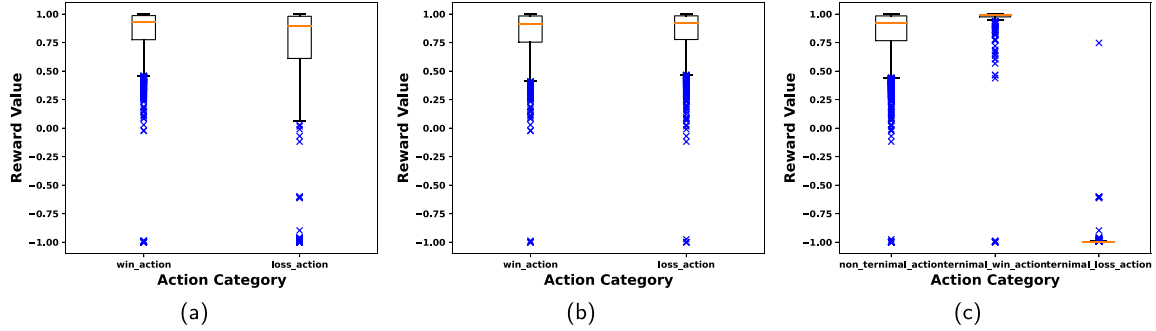 1.00
0.75
0.50
0.25
0.00
−0.25
−0.50
−0.75
−1.00
Reward Value
win_action loss_action
Action Category
(a)
1.00
0.75
0.50
0.25
0.00
−0.25
−0.50
−0.75
−1.00
Reward Value
win_action loss_action
Action Category
(b)
1.00
0.75
0.50
0.25
0.00
−0.25
−0.50
−0.75
−1.00
Reward Value
non_ternimal_action ternimal_win_action ternimal_loss_action
Action Category
(c)